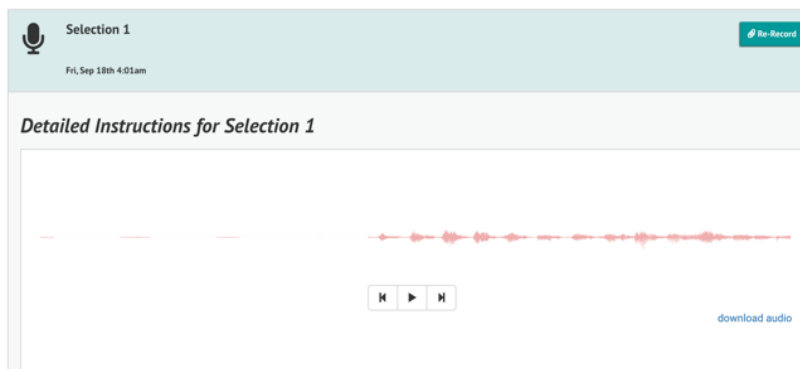 Selection 1
Re-Record
Fri, Sep 18th 4:01am
Detailed Instructions for Selection 1
download audio